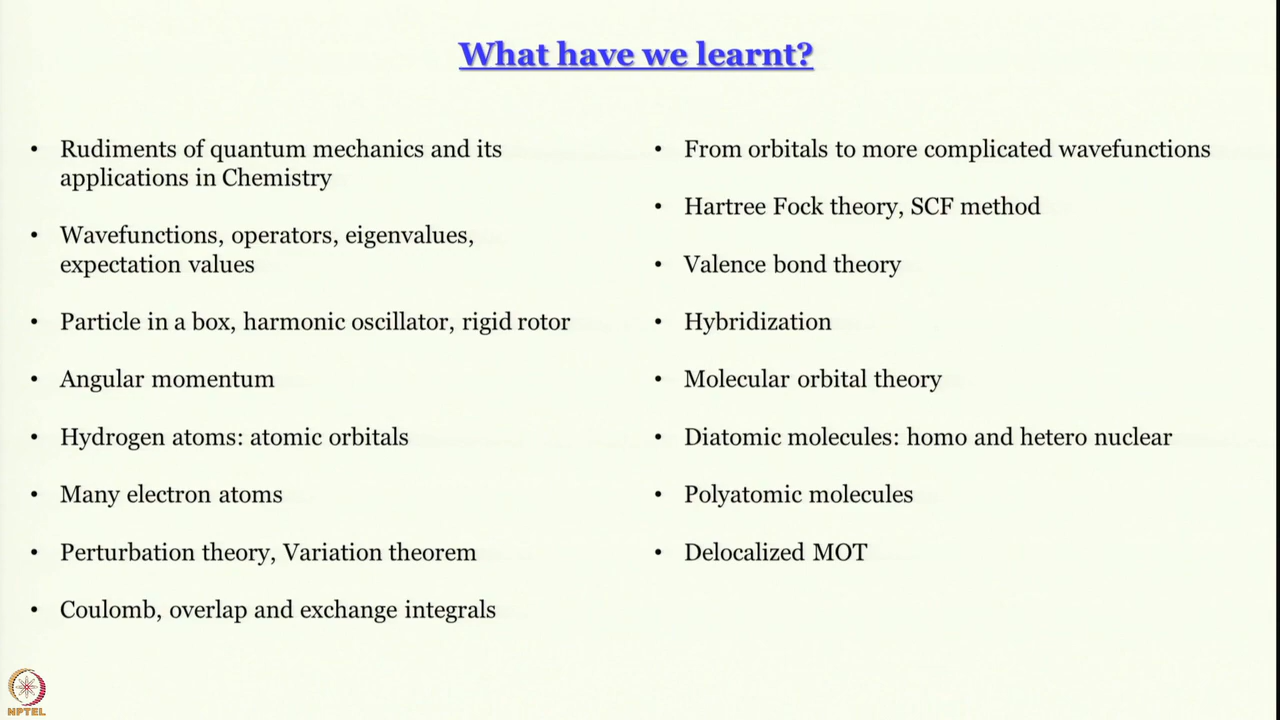 What have we learnt?
• Rudiments of quantum mechanics and its
applications in Chemistry
• Wavefunctions, operators, eigenvalues,
expectation values
• Particle in a box, harmonic oscillator, rigid rotor
• Angular momentum
• Hydrogen atoms: atomic orbitals
• Many electron atoms
• Perturbation theory, Variation theorem
• Coulomb, overlap and exchange integrals
• From orbitals to more complicated wavefunctions
• Hartree Fock theory, SCF method
• Valence bond theory
• Hybridization
• Molecular orbital theory
• Diatomic molecules: homo and hetero nuclear
• Polyatomic molecules
• Delocalized MOT
NPTEL